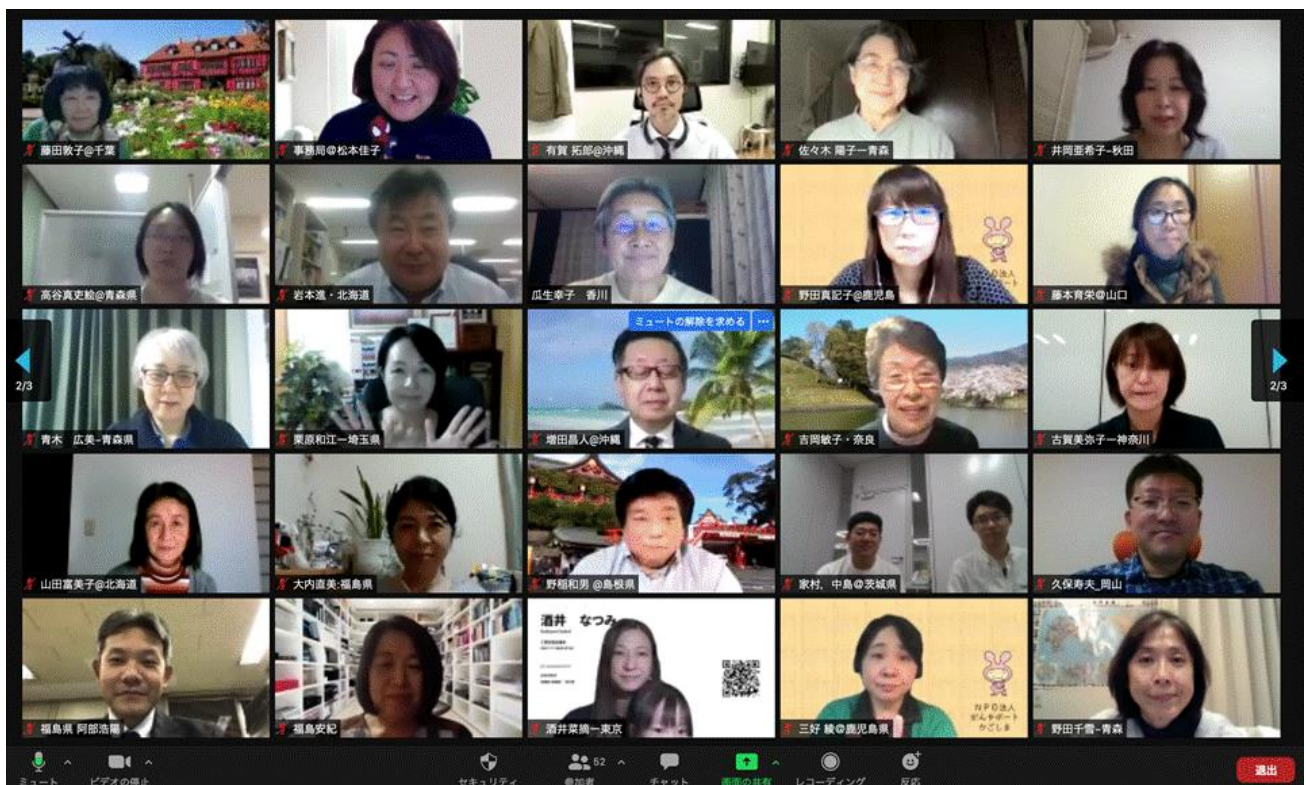 藤田敦子@千葉
事務局@松本佳子
有賀 拓郎@沖縄
佐々木 陽子ー青森
井岡亜希子-秋田
高谷真吏絵@青森県
岩本進・北海道
瓜生幸子 香川
野田真記子@鹿児島
藤本育栄@山口
NPO法人
ポート
ミュートの解除を求める
2/3
2/3
青木 広美-青森県
栗原和江ー埼玉県
増田昌人@沖縄
吉岡敏子・奈良
古賀美弥子ー神奈川
山田富美子@北海道
大内直美:福島県
野稲和男 @島根県
家村，中島@茨城県
久保寿夫_岡山
酒井 なつみ
福島県 阿部浩陽
福島安紀
酒井菜摘ー東京
三好 綾@鹿児島県
NPO法人
がんサポート
かごしま
野田千雪-青森
ミュート
ビデオの停止
セキュリティ
52
参加者
チャット
画面の共有
レコーディング
反応
退出